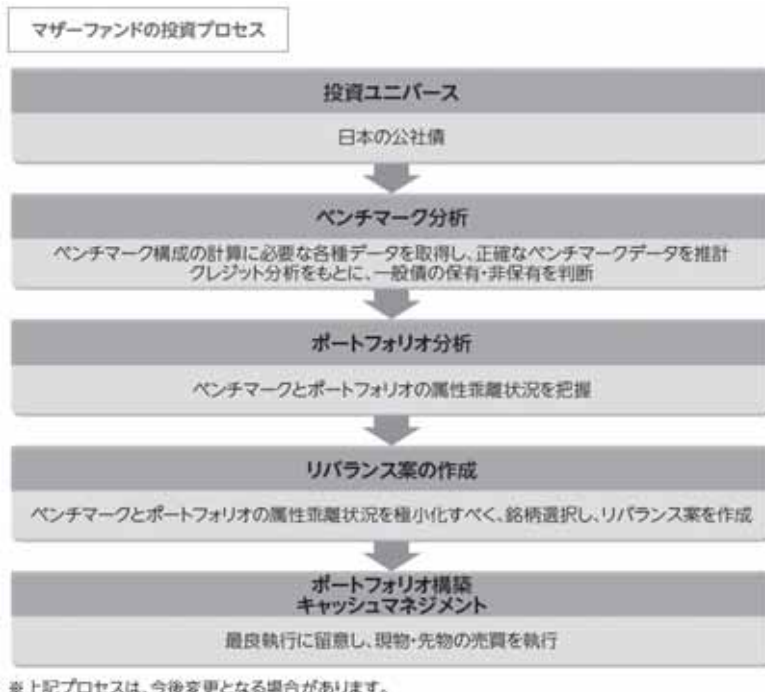 マザーファンドの投資プロセス
投資ユニバース
日本の公社債
ベンチマーク分析
ベンチマーク構成の計算に必要な各種データを取得し、正確なベンチマークデータを推計
クレジット分析をもとに、一般債の保有・非保有を判断
ポートフォリオ分析
ベンチマークとポートフォリオの属性乖離状況を把握
リバランス案の作成
ベンチマークとポートフォリオの属性乖離状況を極小化すべく、銘柄選択し、リバランス案を作成
ポートフォリオ構築
キャッシュマネジメント
最良執行に留意し、現物・先物の売買を執行
※上記プロセスは、今後変更となる場合があります。